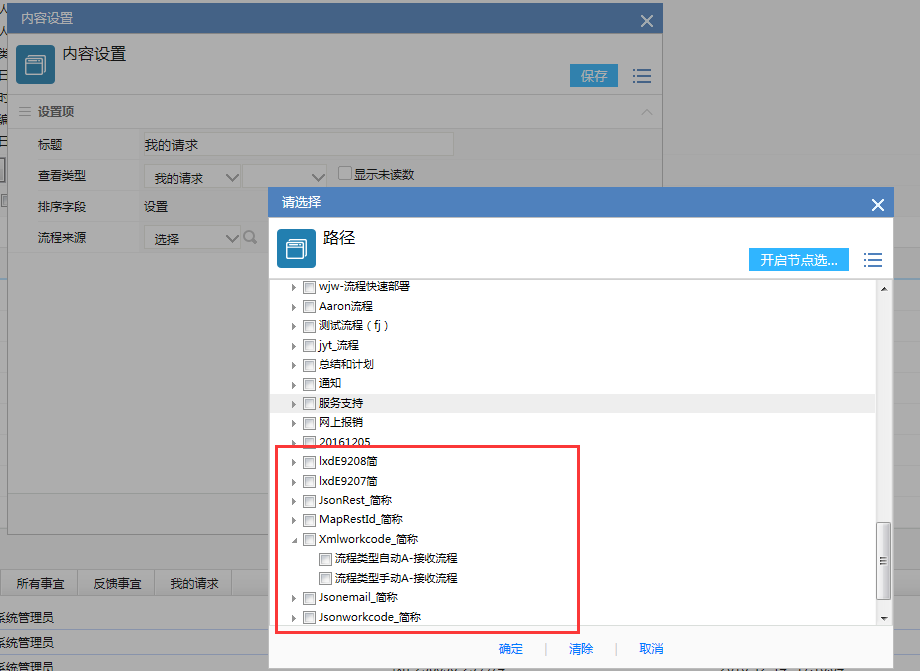 内容设置
内容设置
保存
设置项
标题 我的请求
查看类型 我的请求 显示未读数
排序字段 设置
流程来源 选择
请选择
路径
开启节点选...
wjw-流程快速部署
Aaron流程
测试流程（fj）
jyt_流程
总结和计划
通知
服务支持
网上报销
20161205
lxdE9208简
lxdE9207简
JsonRest_简称
MapRestId_简称
Xmlworkcode_简称
流程类型自动A-接收流程
流程类型手动A-接收流程
Jsonemail_简称
Jsonworkcode_简称
确定 清除 取消
所有事宜 反馈事宜 我的请求
系统管理员
系统管理员
系统管理员